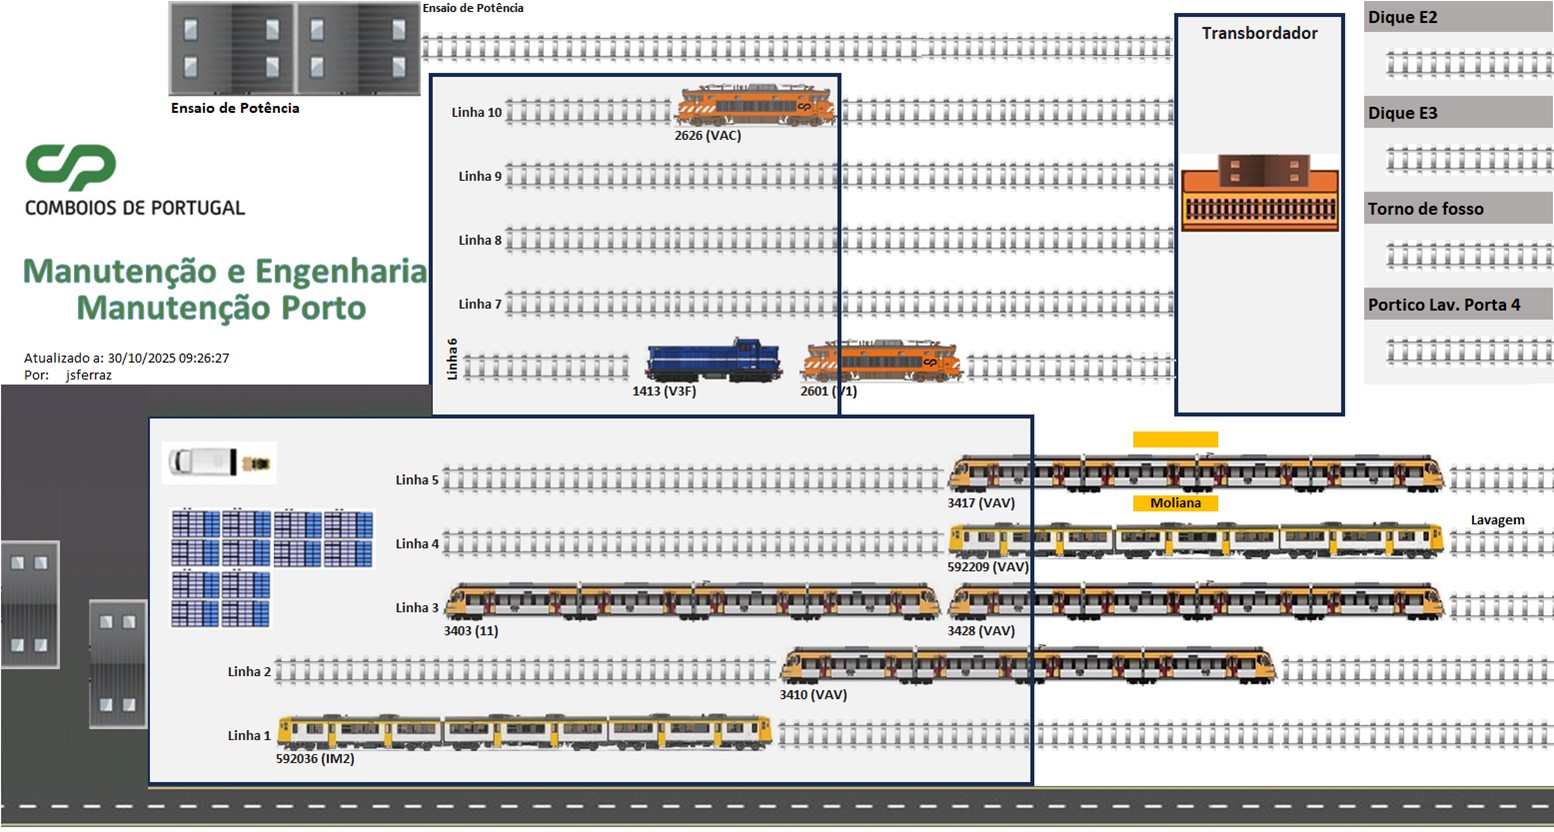 Ensaio de Potência
Ensaio de Potência
CP
COMBOIOS DE PORTUGAL
Manutenção e Engenharia
Manutenção Porto
Atualizado a: 30/10/2025 09:26:27
Por: jsferraz
Linha 10
2626 (VAC)
Linha 9
Linha 8
Linha 7
Linha 6
1413 (V3F)
2601 (V1)
Transbordador
Dique E2
Dique E3
Torno de fosso
Portico Lav. Porta 4
Linha 5
3417 (VAV)
Moliana
Linha 4
592209 (VAV)
Lavagem
Linha 3
3403 (11)
3428 (VAV)
Linha 2
3410 (VAV)
Linha 1
592036 (IM2)